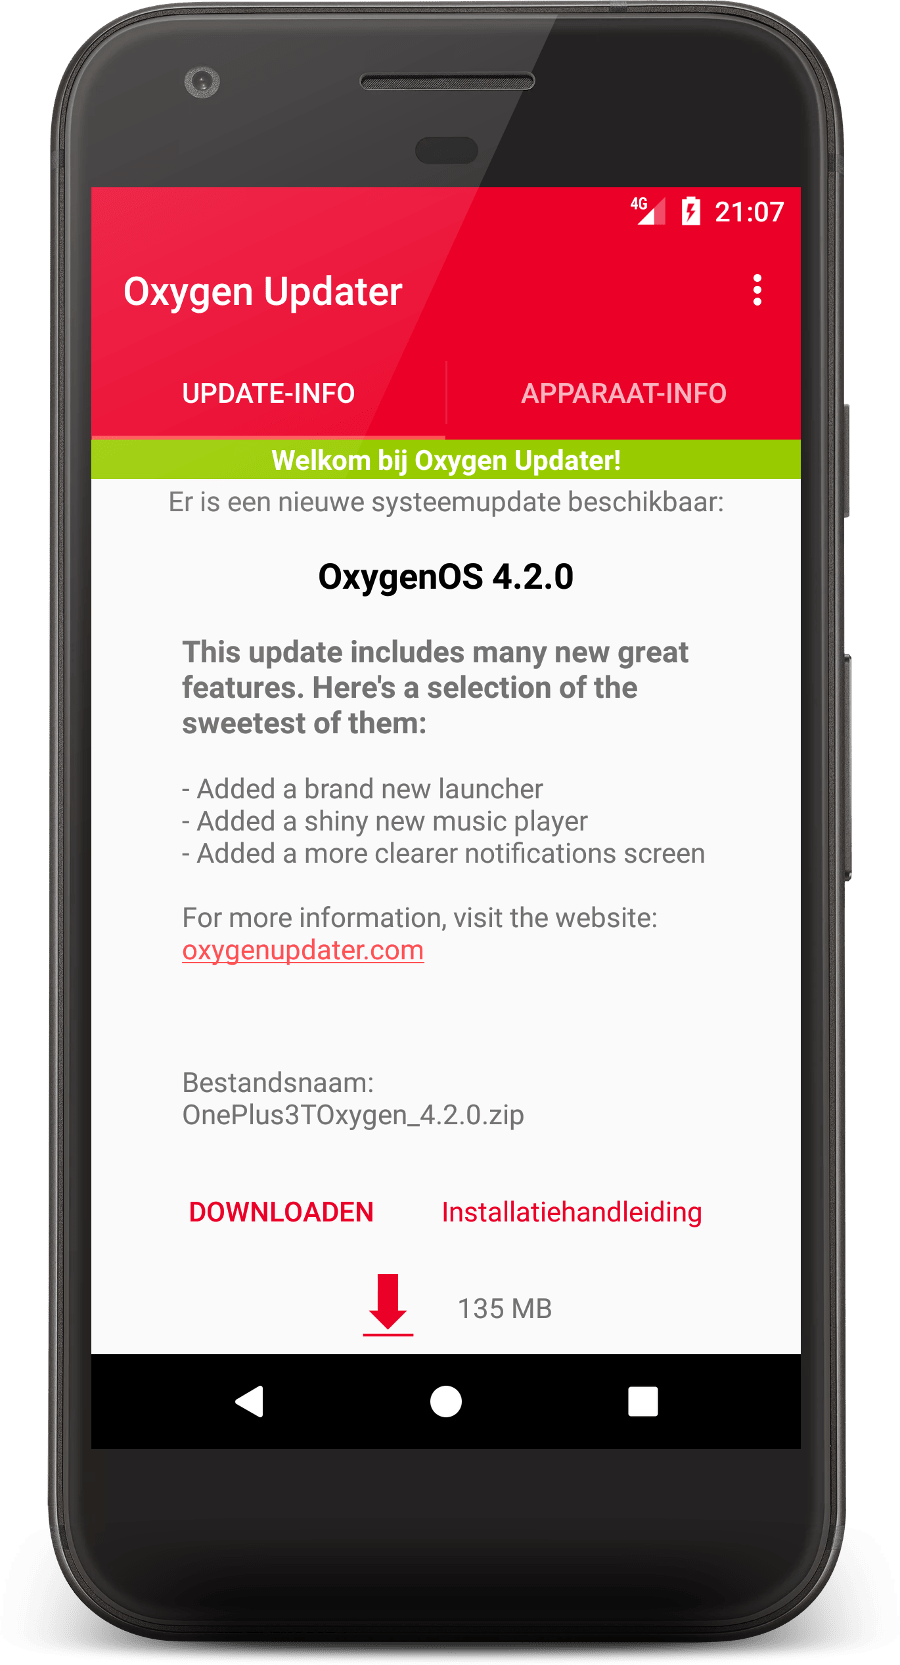 4G 21:07
Oxygen Updater
UPDATE-INFO APPARAAT-INFO
Welkom bij Oxygen Updater!
Er is een nieuwe systeemupdate beschikbaar:
OxygenOS 4.2.0
This update includes many new great
features. Here's a selection of the
sweetest of them:
- Added a brand new launcher
- Added a shiny new music player
- Added a more clearer notifications screen
For more information, visit the website:
oxygenupdater.com
Bestandsnaam:
OnePlus3TOxygen_4.2.0.zip
DOWNLOADEN Installatiehandleiding
135 MB